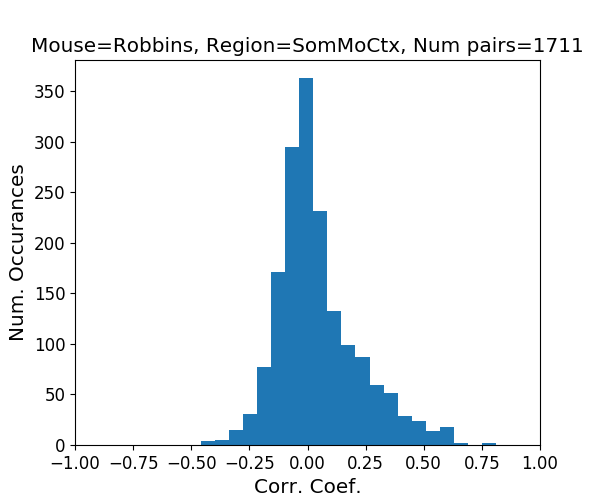 Mouse=Robbins, Region=SomMoCtx, Num pairs=1711
Num. Occurances
350
300
250
200
150
100
50
0
−1.00 −0.75 −0.50 −0.25 0.00 0.25 0.50 0.75 1.00
Corr. Coef.